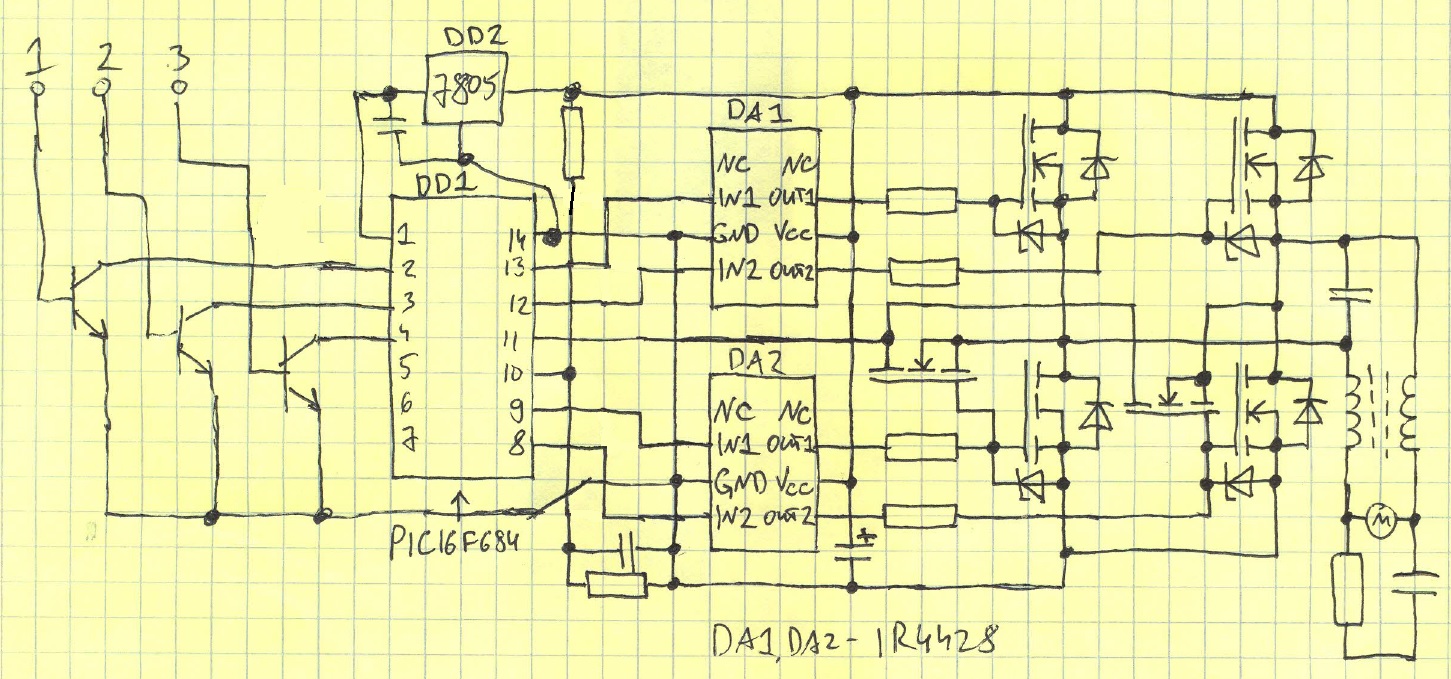 1 2 3
DD2
7805
DA1
NC NC
IN1 OUT1
GND Vcc
IN2 OUT2
DD1
1 14
2 13
3 12
4 11
5 10
6 9
7 8
PIC16F684
DA2
NC NC
IN1 OUT1
GND Vcc
IN2 OUT2
+
M
DA1, DA2 - IR4428